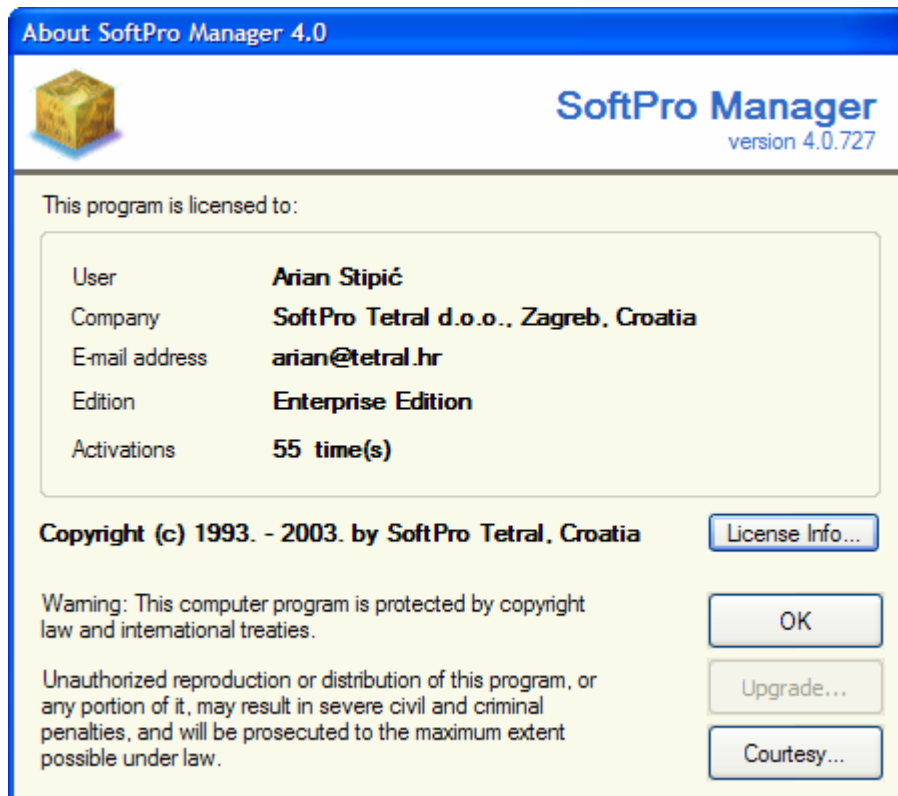 About SoftPro Manager 4.0
SoftPro Manager
version 4.0.727
This program is licensed to:
User Arian Stipić
Company SoftPro Tetral d.o.o., Zagreb, Croatia
E-mail address arian@tetral.hr
Edition Enterprise Edition
Activations 55 time(s)
Copyright (c) 1993. - 2003. by SoftPro Tetral, Croatia
License Info...
Warning: This computer program is protected by copyright
law and international treaties.
OK
Unauthorized reproduction or distribution of this program, or
any portion of it, may result in severe civil and criminal
penalties, and will be prosecuted to the maximum extent
possible under law.
Upgrade...
Courtesy...